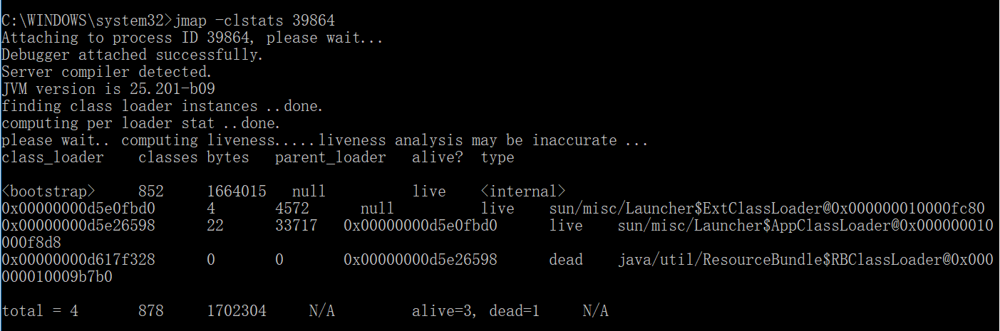 C:\WINDOWS\system32>jmap -clstats 39864
Attaching to process ID 39864, please wait...
Debugger attached successfully.
Server compiler detected.
JVM version is 25.201-b09
finding class loader instances ..done.
computing per loader stat ..done.
please wait.. computing liveness.....liveness analysis may be inaccurate ...
class_loader    classes bytes   parent_loader   alive?  type
<bootstrap>     852     1664015   null          live    <internal>
0x00000000d5e0fbd0      4       4572      null          live    sun/misc/Launcher$ExtClassLoader@0x000000010000fc80
0x00000000d5e26598      22      33717   0x00000000d5e0fbd0      live    sun/misc/Launcher$AppClassLoader@0x000000010
000f8d8
0x00000000d617f328      0       0       0x00000000d5e26598      dead    java/util/ResourceBundle$RBClassLoader@0x000
000010009b7b0
total = 4       878     1702304     N/A         alive=3, dead=1     N/A